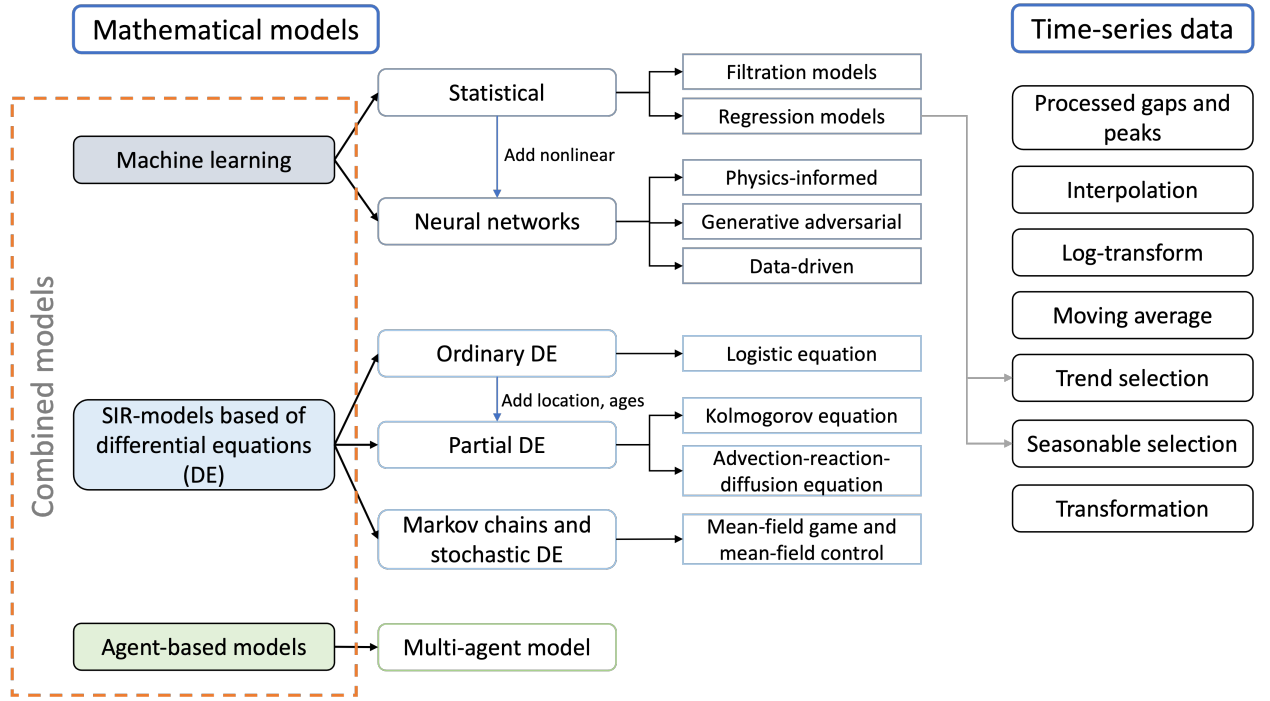 Mathematical models
Time-series data
Combined models
Machine learning
Statistical
Filtration models
Regression models
Add nonlinear
Neural networks
Physics-informed
Generative adversarial
Data-driven
SIR-models based of
differential equations
(DE)
Ordinary DE
Logistic equation
Add location, ages
Partial DE
Kolmogorov equation
Advection-reaction-
diffusion equation
Markov chains and
stochastic DE
Mean-field game and
mean-field control
Agent-based models
Multi-agent model
Processed gaps and
peaks
Interpolation
Log-transform
Moving average
Trend selection
Seasonable selection
Transformation